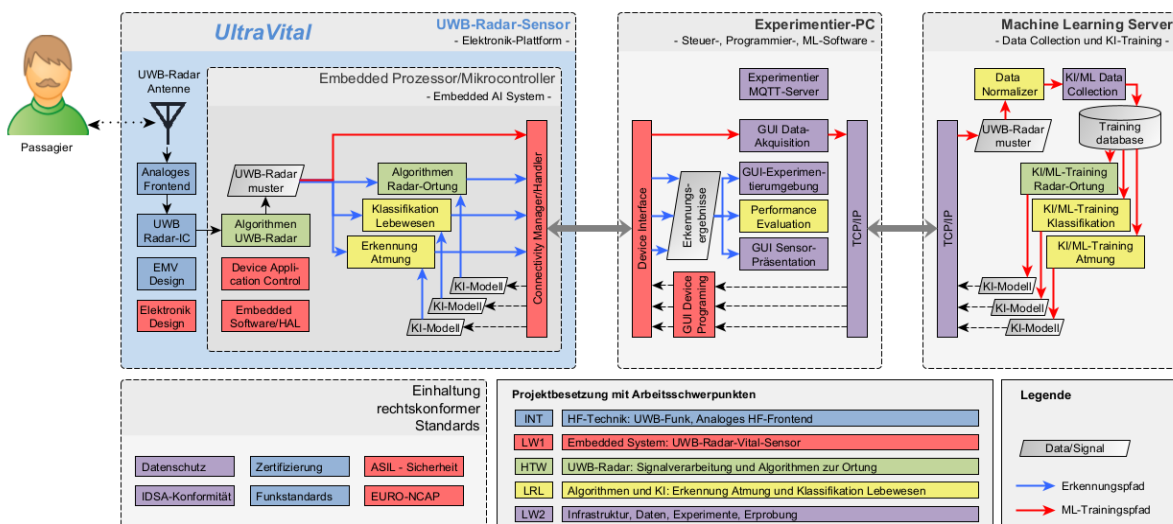 UltraVital
UWB-Radar-Sensor
- Elektronik-Plattform -
Passagier
UWB-Radar
Antenne
Analoges
Frontend
UWB
Radar-IC
EMV
Design
Elektronik
Design
Embedded Prozessor/Mikrocontroller
- Embedded AI System -
UWB-Radar
muster
Algorithmen
UWB-Radar
Device Appli-
cation Control
Embedded
Software/HAL
Algorithmen
Radar-Ortung
Klassifikation
Lebewesen
Erkennung
Atmung
KI-Modell
KI-Modell
KI-Modell
Connectivity Manager/Handler
Experimentier-PC
- Steuer-, Programmier-, ML-Software -
Experimentier
MQTT-Server
GUI Data-
Akquisition
Device Interface
Erkennungs-
ergebnisse
GUI-Experimen-
tierumgebung
Performance
Evaluation
GUI Sensor-
Präsentation
GUI Device
Programing
TCP/IP
Machine Learning Server
- Data Collection und KI-Training -
TCP/IP
Data
Normalizer
KI/ML Data
Collection
UWB-Radar
muster
Training
database
KI/ML-Training
Radar-Ortung
KI/ML-Training
Klassifikation
KI/ML-Training
Atmung
KI-Modell
KI-Modell
KI-Modell
Einhaltung
rechtskonformer
Standards
Datenschutz
Zertifizierung
ASIL - Sicherheit
IDSA-Konformität
Funkstandards
EURO-NCAP
Projektbesetzung mit Arbeitsschwerpunkten
INT HF-Technik: UWB-Funk, Analoges HF-Frontend
LW1 Embedded System: UWB-Radar-Vital-Sensor
HTW UWB-Radar: Signalverarbeitung und Algorithmen zur Ortung
LRL Algorithmen und KI: Erkennung Atmung und Klassifikation Lebewesen
LW2 Infrastruktur, Daten, Experimente, Erprobung
Legende
Data/Signal
Erkennungspfad
ML-Trainingspfad